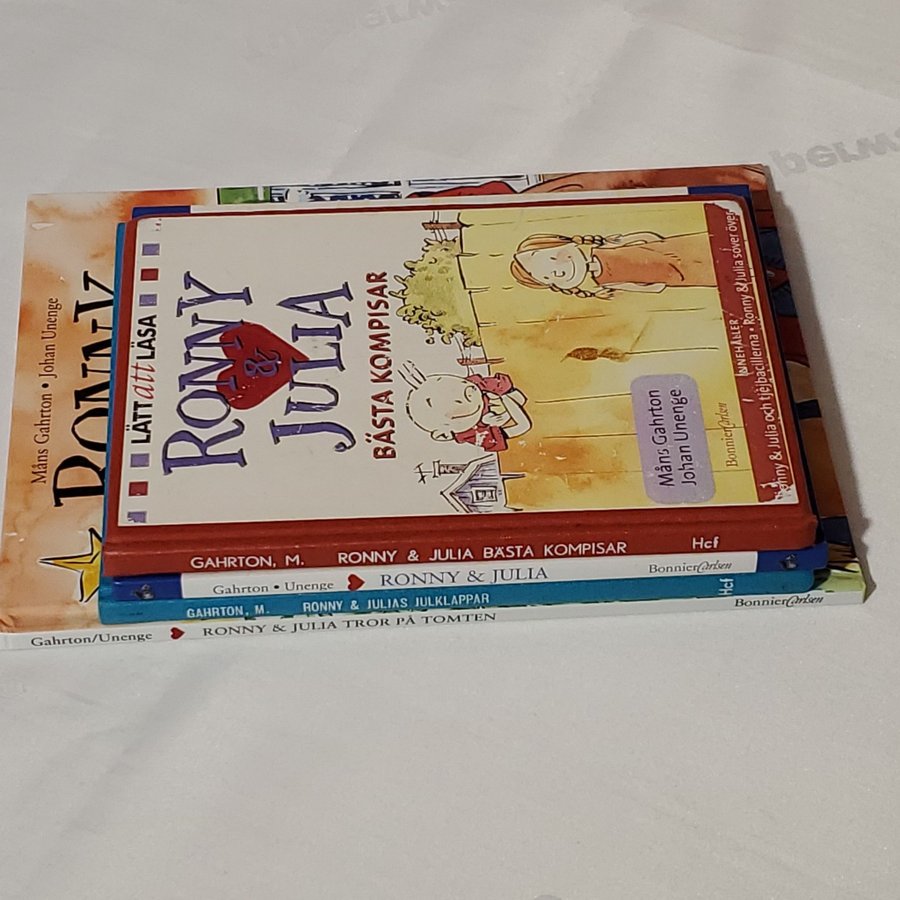 Måns Gahrton • Johan Unenge
RONNY
LÄTT att LÄSA
RONNY
&
JULIA
BÄSTA KOMPISAR
Måns Gahrton
Johan Unenge
BonnierCarlsen
INNEHÅLLER
Ronny & Julia och tjejbacillerna • Ronny & Julia sover över
GAHRTON, M. RONNY & JULIA BÄSTA KOMPISAR Hcf
Gahrton • Unenge RONNY & JULIA BonnierCarlsen
GAHRTON, M. RONNY & JULIAS JULKLAPPAR Hcf
Gahrton/Unenge RONNY & JULIA TROR PÅ TOMTEN BonnierCarlsen